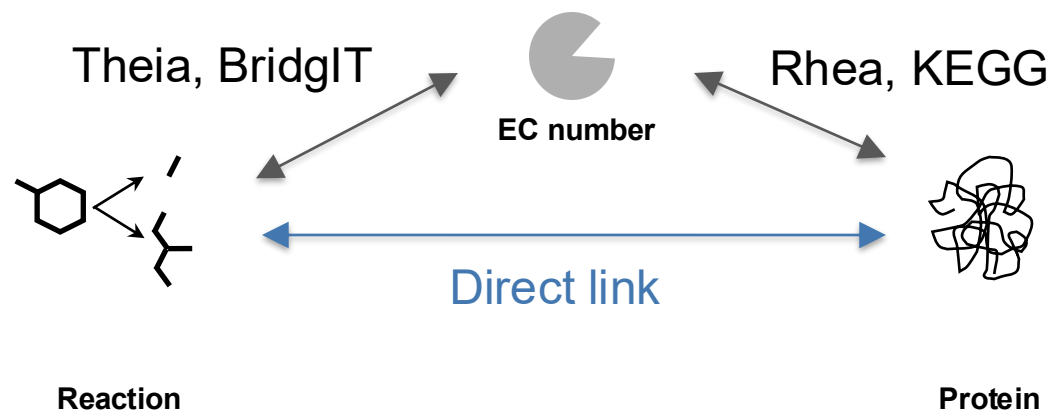 Theia, BridgIT
Rhea, KEGG
EC number
Direct link
Reaction
Protein